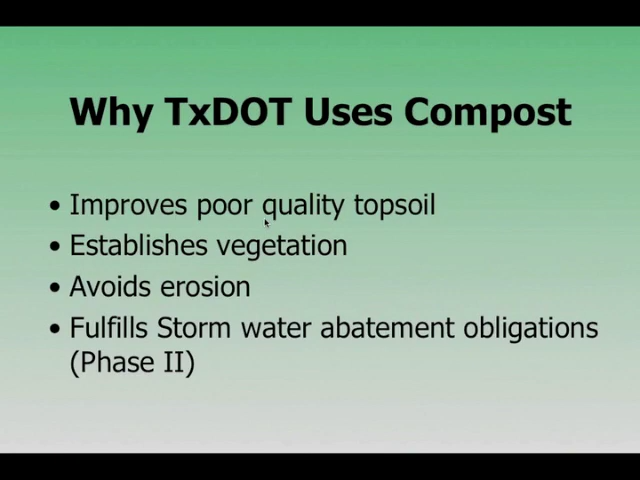 Why TxDOT Uses Compost
• Improves poor quality topsoil
• Establishes vegetation
• Avoids erosion
• Fulfills Storm water abatement obligations
(Phase II)